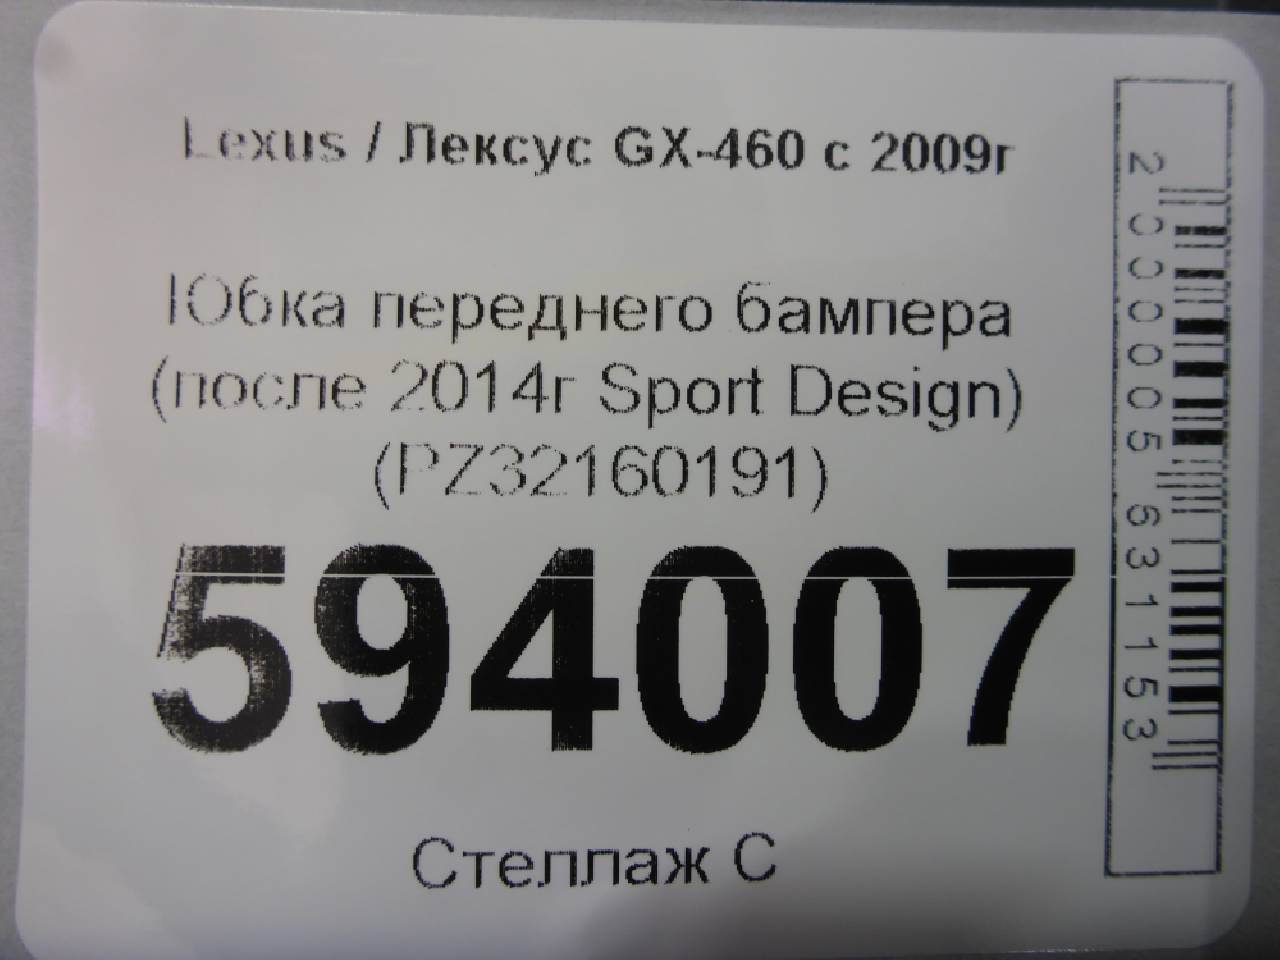 Lexus / Лексус GX-460 с 2009г
Юбка переднего бампера
(после 2014г Sport Design)
(PZ32160191)
594007
Стеллаж С
2000005631153